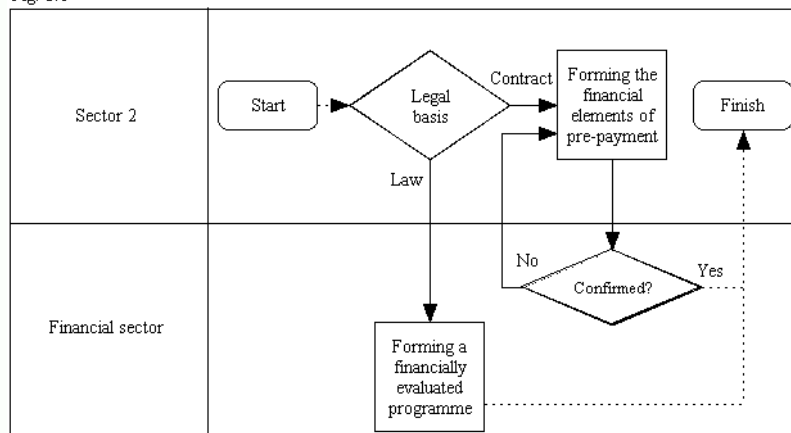 Sector 2
Start
Legal
basis
Contract
Forming the
financial
elements of
pre-payment
Finish
Law
No
Confirmed?
Yes
Financial sector
Forming a
financially
evaluated
programme